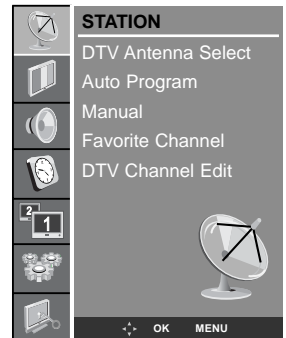 STATION
DTV Antenna Select
Auto Program
Manual
Favorite Channel
DTV Channel Edit
2
1
OK MENU